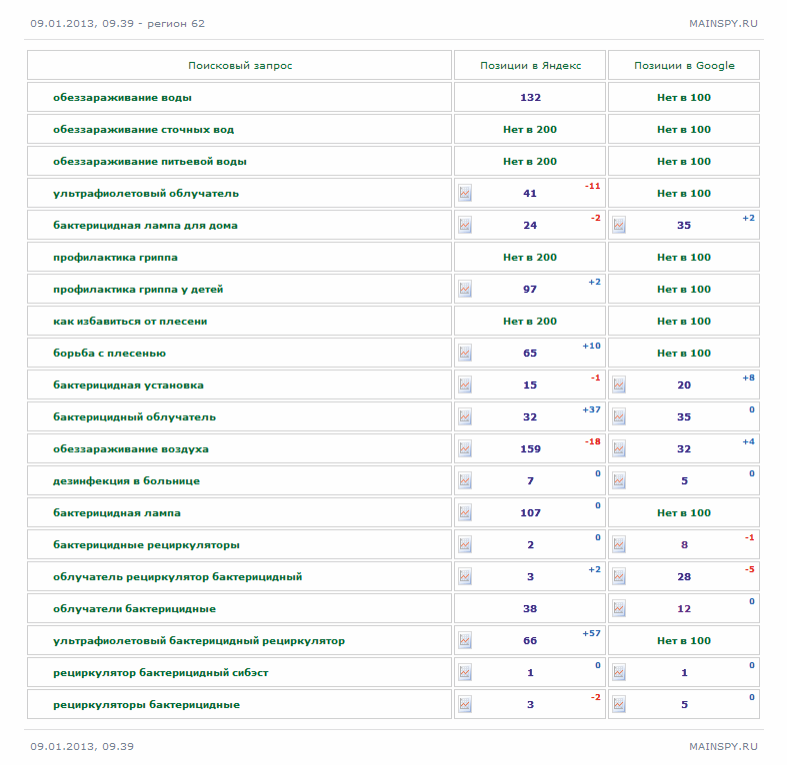 09.01.2013, 09.39 - регион 62 MAINSPY.RU
Поисковый запрос Позиции в Яндекс Позиции в Google
обеззараживание воды 132 Нет в 100
обеззараживание сточных вод Нет в 200 Нет в 100
обеззараживание питьевой воды Нет в 200 Нет в 100
ультрафиолетовый облучатель 41 -11 Нет в 100
бактерицидная лампа для дома 24 -2 35 +2
профилактика гриппа Нет в 200 Нет в 100
профилактика гриппа у детей 97 +2 Нет в 100
как избавиться от плесени Нет в 200 Нет в 100
борьба с плесенью 65 +10 Нет в 100
бактерицидная установка 15 -1 20 +8
бактерицидный облучатель 32 +37 35 0
обеззараживание воздуха 159 -18 32 +4
дезинфекция в больнице 7 0 5 0
бактерицидная лампа 107 0 Нет в 100
бактерицидные рециркуляторы 2 0 8 -1
облучатель рециркулятор бактерицидный 3 +2 28 -5
облучатели бактерицидные 38 12 0
ультрафиолетовый бактерицидный рециркулятор 66 +57 Нет в 100
рециркулятор бактерицидный сибэст 1 0 1 0
рециркуляторы бактерицидные 3 -2 5 0
09.01.2013, 09.39 MAINSPY.RU